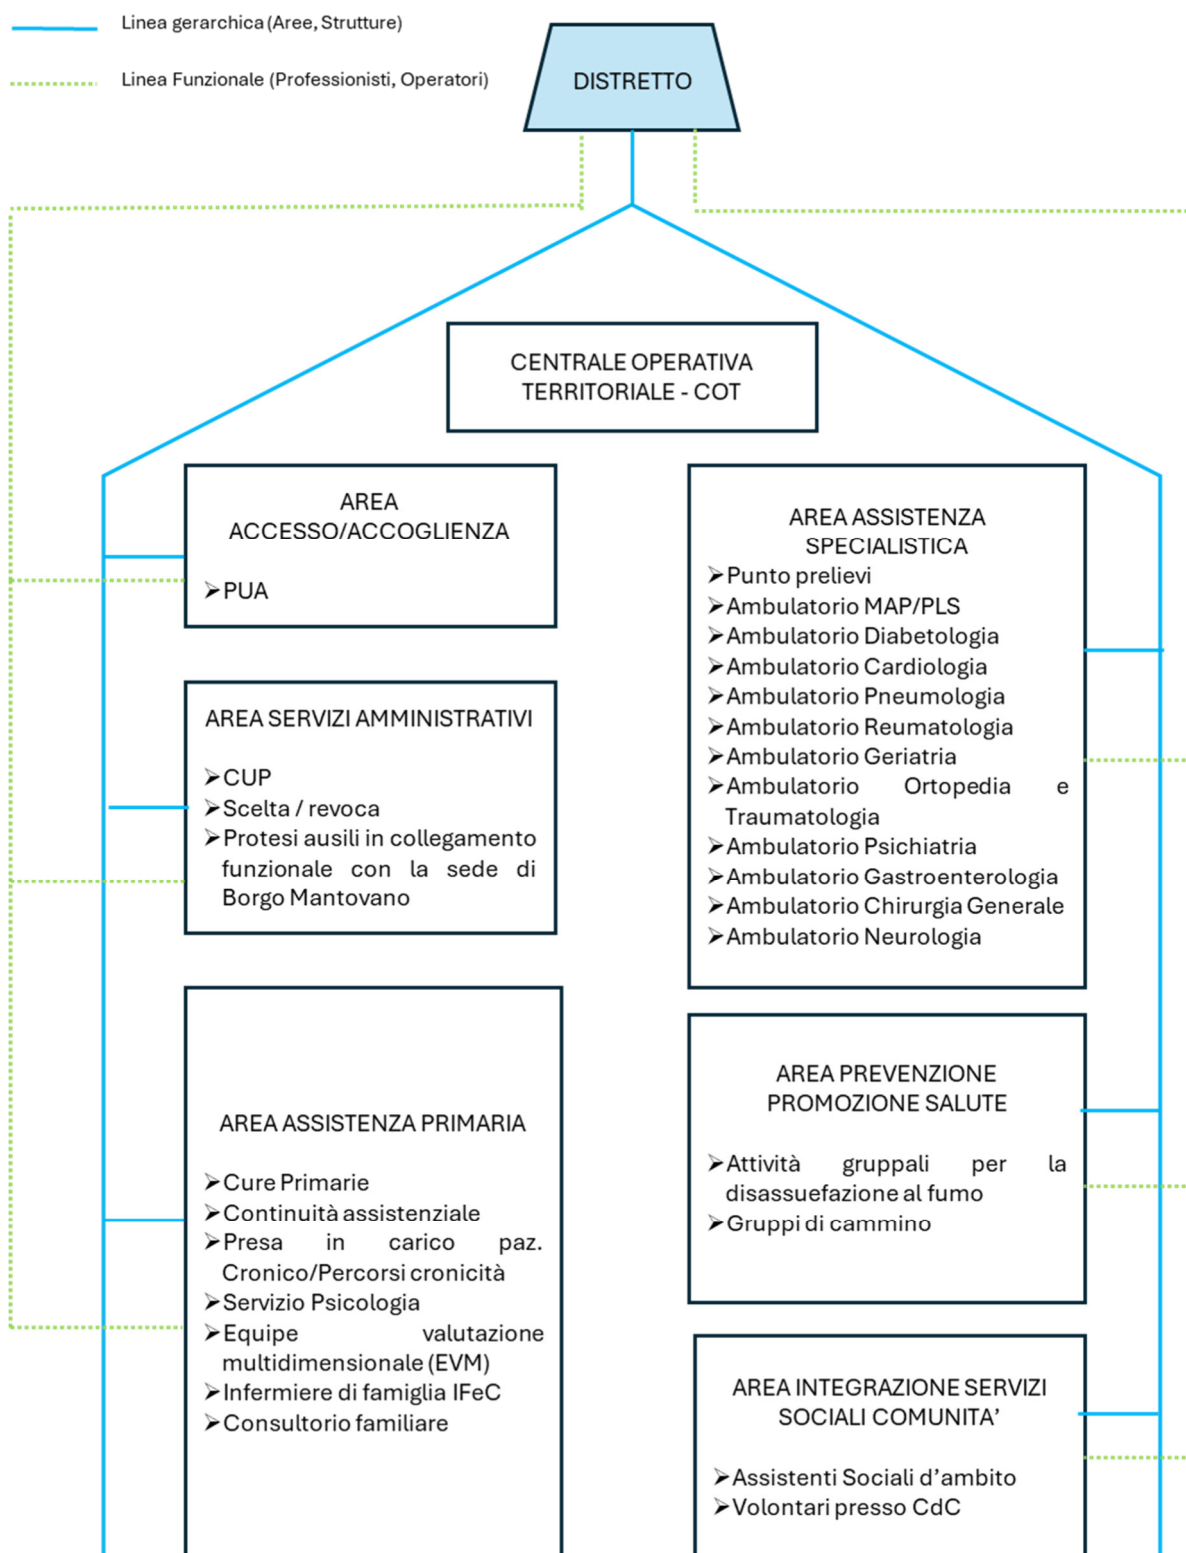 Linea gerarchica (Aree, Strutture)
Linea Funzionale (Professionisti, Operatori)
DISTRETTO
CENTRALE OPERATIVA
TERRITORIALE - COT
AREA
ACCESSO/ACCOGLIENZA
➢PUA
AREA SERVIZI AMMINISTRATIVI
➢CUP
➢Scelta / revoca
➢Protesi ausili in collegamento
funzionale con la sede di
Borgo Mantovano
AREA ASSISTENZA PRIMARIA
➢Cure Primarie
➢Continuità assistenziale
➢Presa in carico paz.
Cronico/Percorsi cronicità
➢Servizio Psicologia
➢Equipe valutazione
multidimensionale (EVM)
➢Infermiere di famiglia IFeC
➢Consultorio familiare
AREA ASSISTENZA
SPECIALISTICA
➢Punto prelievi
➢Ambulatorio MAP/PLS
➢Ambulatorio Diabetologia
➢Ambulatorio Cardiologia
➢Ambulatorio Pneumologia
➢Ambulatorio Reumatologia
➢Ambulatorio Geriatria
➢Ambulatorio Ortopedia e
Traumatologia
➢Ambulatorio Psichiatria
➢Ambulatorio Gastroenterologia
➢Ambulatorio Chirurgia Generale
➢Ambulatorio Neurologia
AREA PREVENZIONE
PROMOZIONE SALUTE
➢Attività gruppali per la
disassuefazione al fumo
➢Gruppi di cammino
AREA INTEGRAZIONE SERVIZI
SOCIALI COMUNITA’
➢Assistenti Sociali d’ambito
➢Volontari presso CdC